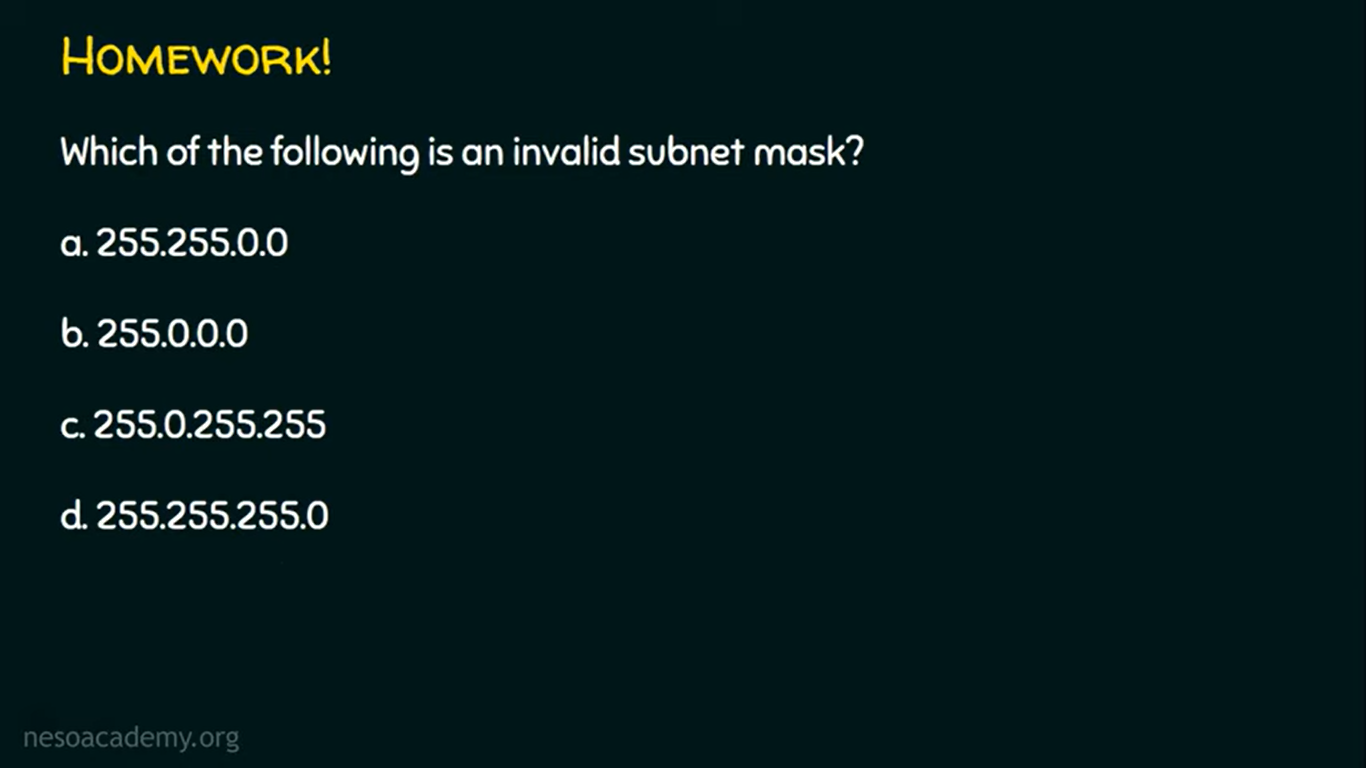 HOMEWORK!
Which of the following is an invalid subnet mask?
a. 255.255.0.0
b. 255.0.0.0
c. 255.0.255.255
d. 255.255.255.0
nesoacademy.org